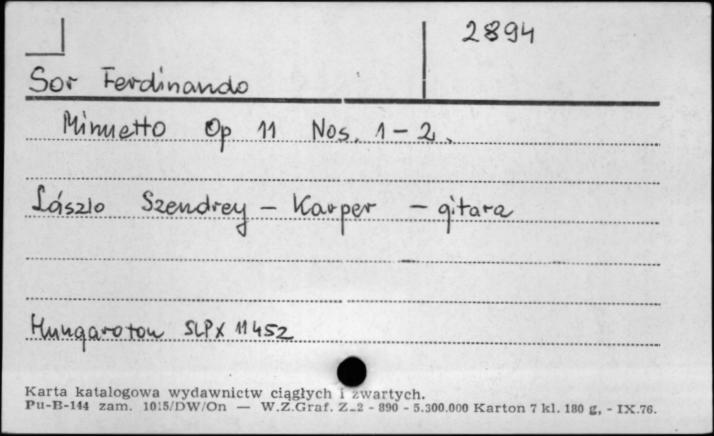 2894
Sor Ferdinando
Minuetto Op 11 Nos. 1-2.
László Szendrey - Karper - gitara
Hungaroton SLPX 11452
Karta katalogowa wydawnictw ciągłych i zwartych.
Pu-B-144 zam. 1015/DW/On — W.Z.Graf. Z-2 - 890 - 5.300.000 Karton 7 kl. 180 g, - IX.76.